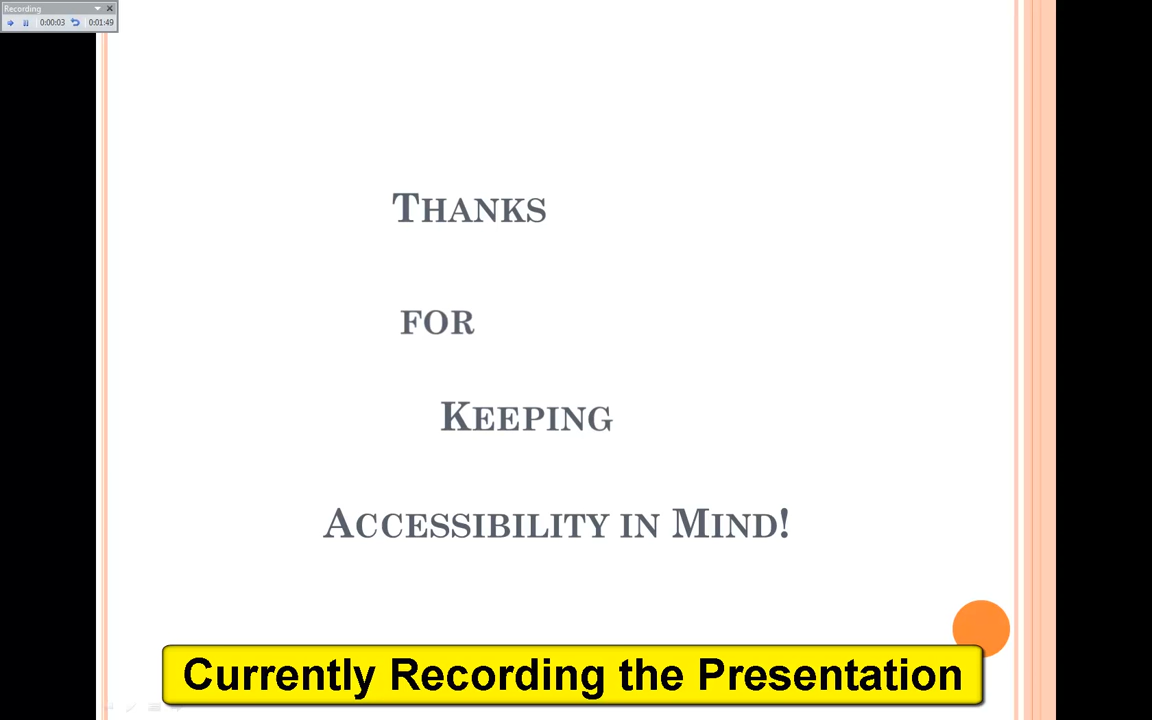 Recording
0:00:03 0:01:49
THANKS
FOR
KEEPING
ACCESSIBILITY IN MIND!
Currently Recording the Presentation